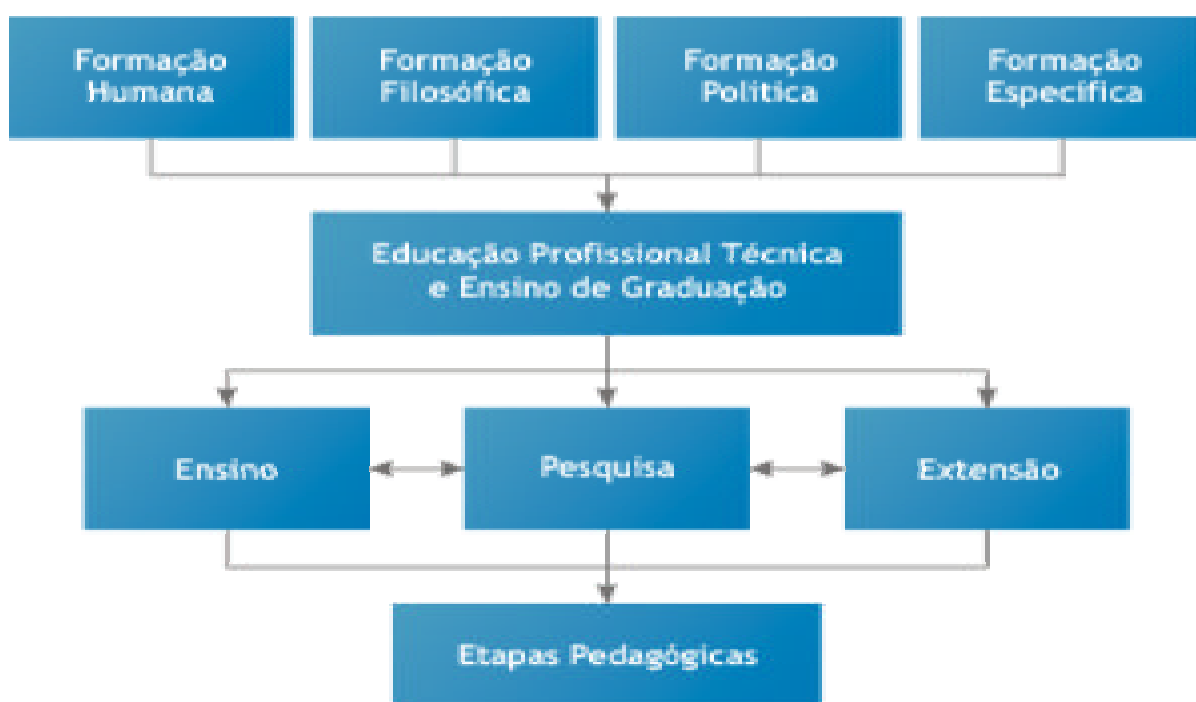 Formação
Humana
Formação
Filosófica
Formação
Política
Formação
Específica
Educação Profissional Técnica
e Ensino de Graduação
Ensino
Pesquisa
Extensão
Etapas Pedagógicas